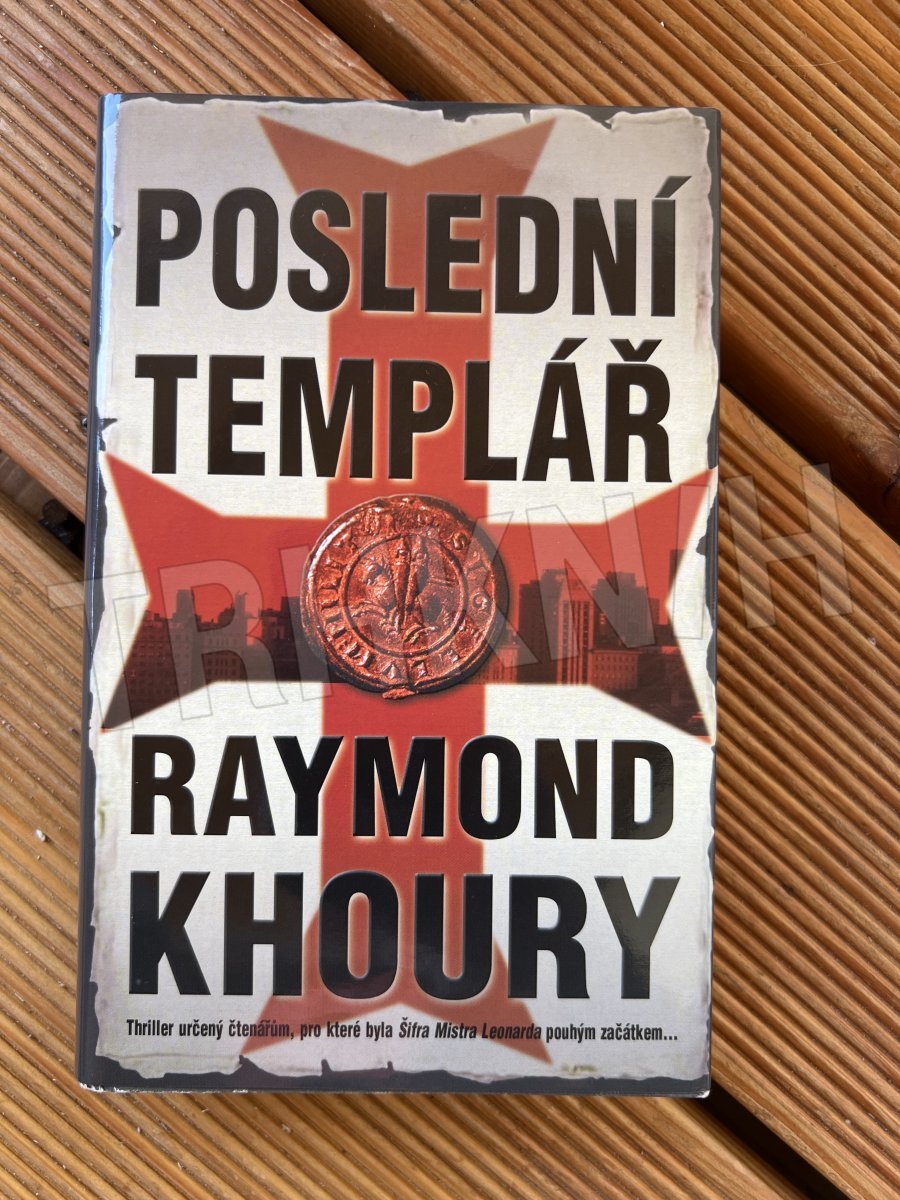 POSLEDNÍ
TEMPLÁŘ
RAYMOND
KHOURY
Thriller určený čtenářům, pro které byla Šifra Mistra Leonarda pouhým začátkem...